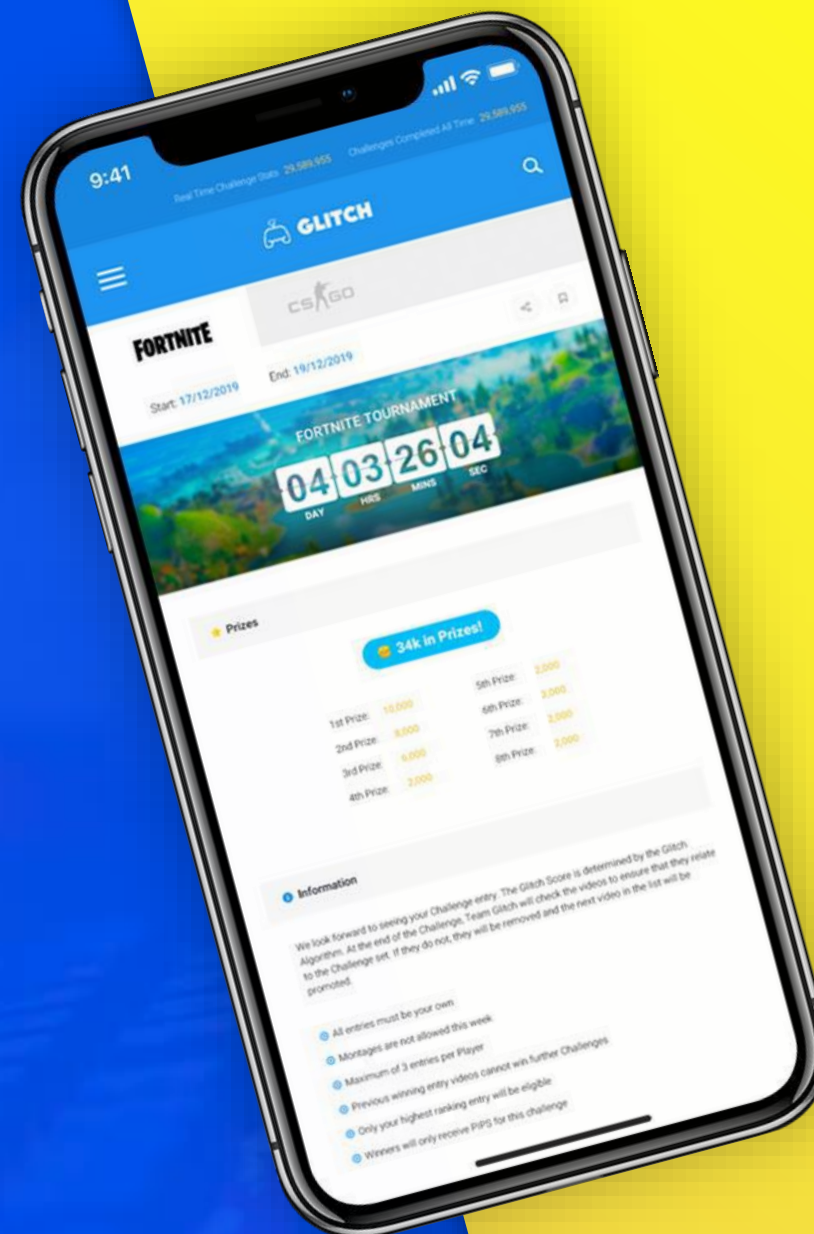 9:41
Real Time Challenge Stats 29,589,955 Challenges Completed All Time 29,589,955
GLITCH
FORTNITE
CS GO
Start: 17/12/2019 End: 19/12/2019
FORTNITE TOURNAMENT
04 03 26 04
DAY HRS MINS SEC
Prizes
34k in Prizes!
1st Prize: 10,000
2nd Prize: 8,000
3rd Prize: 6,000
4th Prize: 2,000
5th Prize: 2,000
6th Prize: 2,000
7th Prize: 2,000
8th Prize: 2,000
Information
We look forward to seeing your Challenge entry. The Glitch Score is determined by the Glitch
Algorithm. At the end of the Challenge, Team Glitch will check the videos to ensure that they relate
to the Challenge set. If they do not, they will be removed and the next video in the list will be
promoted.
All entries must be your own
Montages are not allowed this week
Maximum of 3 entries per Player
Previous winning entry videos cannot win further Challenges
Only your highest ranking entry will be eligible
Winners will only receive PIPS for this challenge